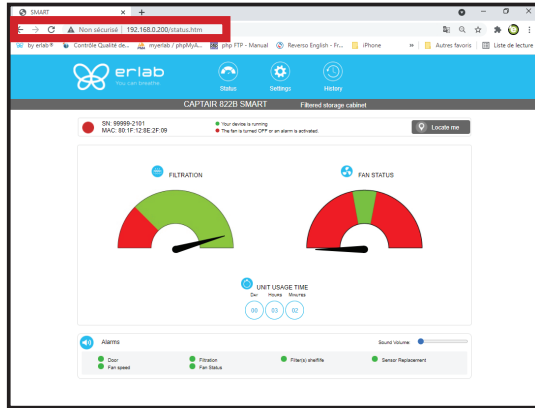 SMART
Non sécurisé | 192.168.0.200/status.htm
by erlab® Contrôle Qualité de... myerlab / phpMyA... php FTP - Manual Reverso English - Fr... iPhone » Autres favoris Liste de lecture
erlab
You can breathe
Status Settings History
CAPTAIR 822B SMART Filtered storage cabinet
SN: 99999-2101
MAC: 80:1F:12:8E:2F:09
Your device is running
The fan is turned OFF or an alarm is activated.
Locate me
FILTRATION FAN STATUS
UNIT USAGE TIME
Day Hours Minutes
00 03 02
Alarms Sound Volume:
Door Filtration Filter(s) shelflife Sensor Replacement
Fan speed Fan Status